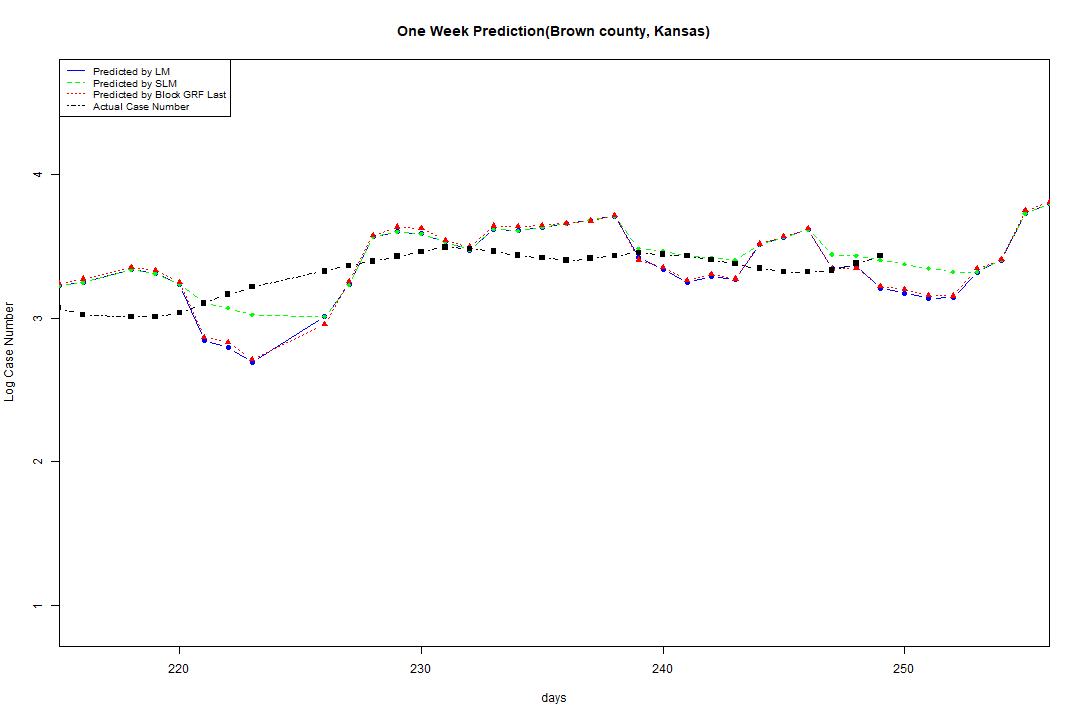 One Week Prediction(Brown county, Kansas)
Predicted by LM
Predicted by SLM
Predicted by Block GRF Last
Actual Case Number
4
3
2
1
Log Case Number
220 230 240 250
days